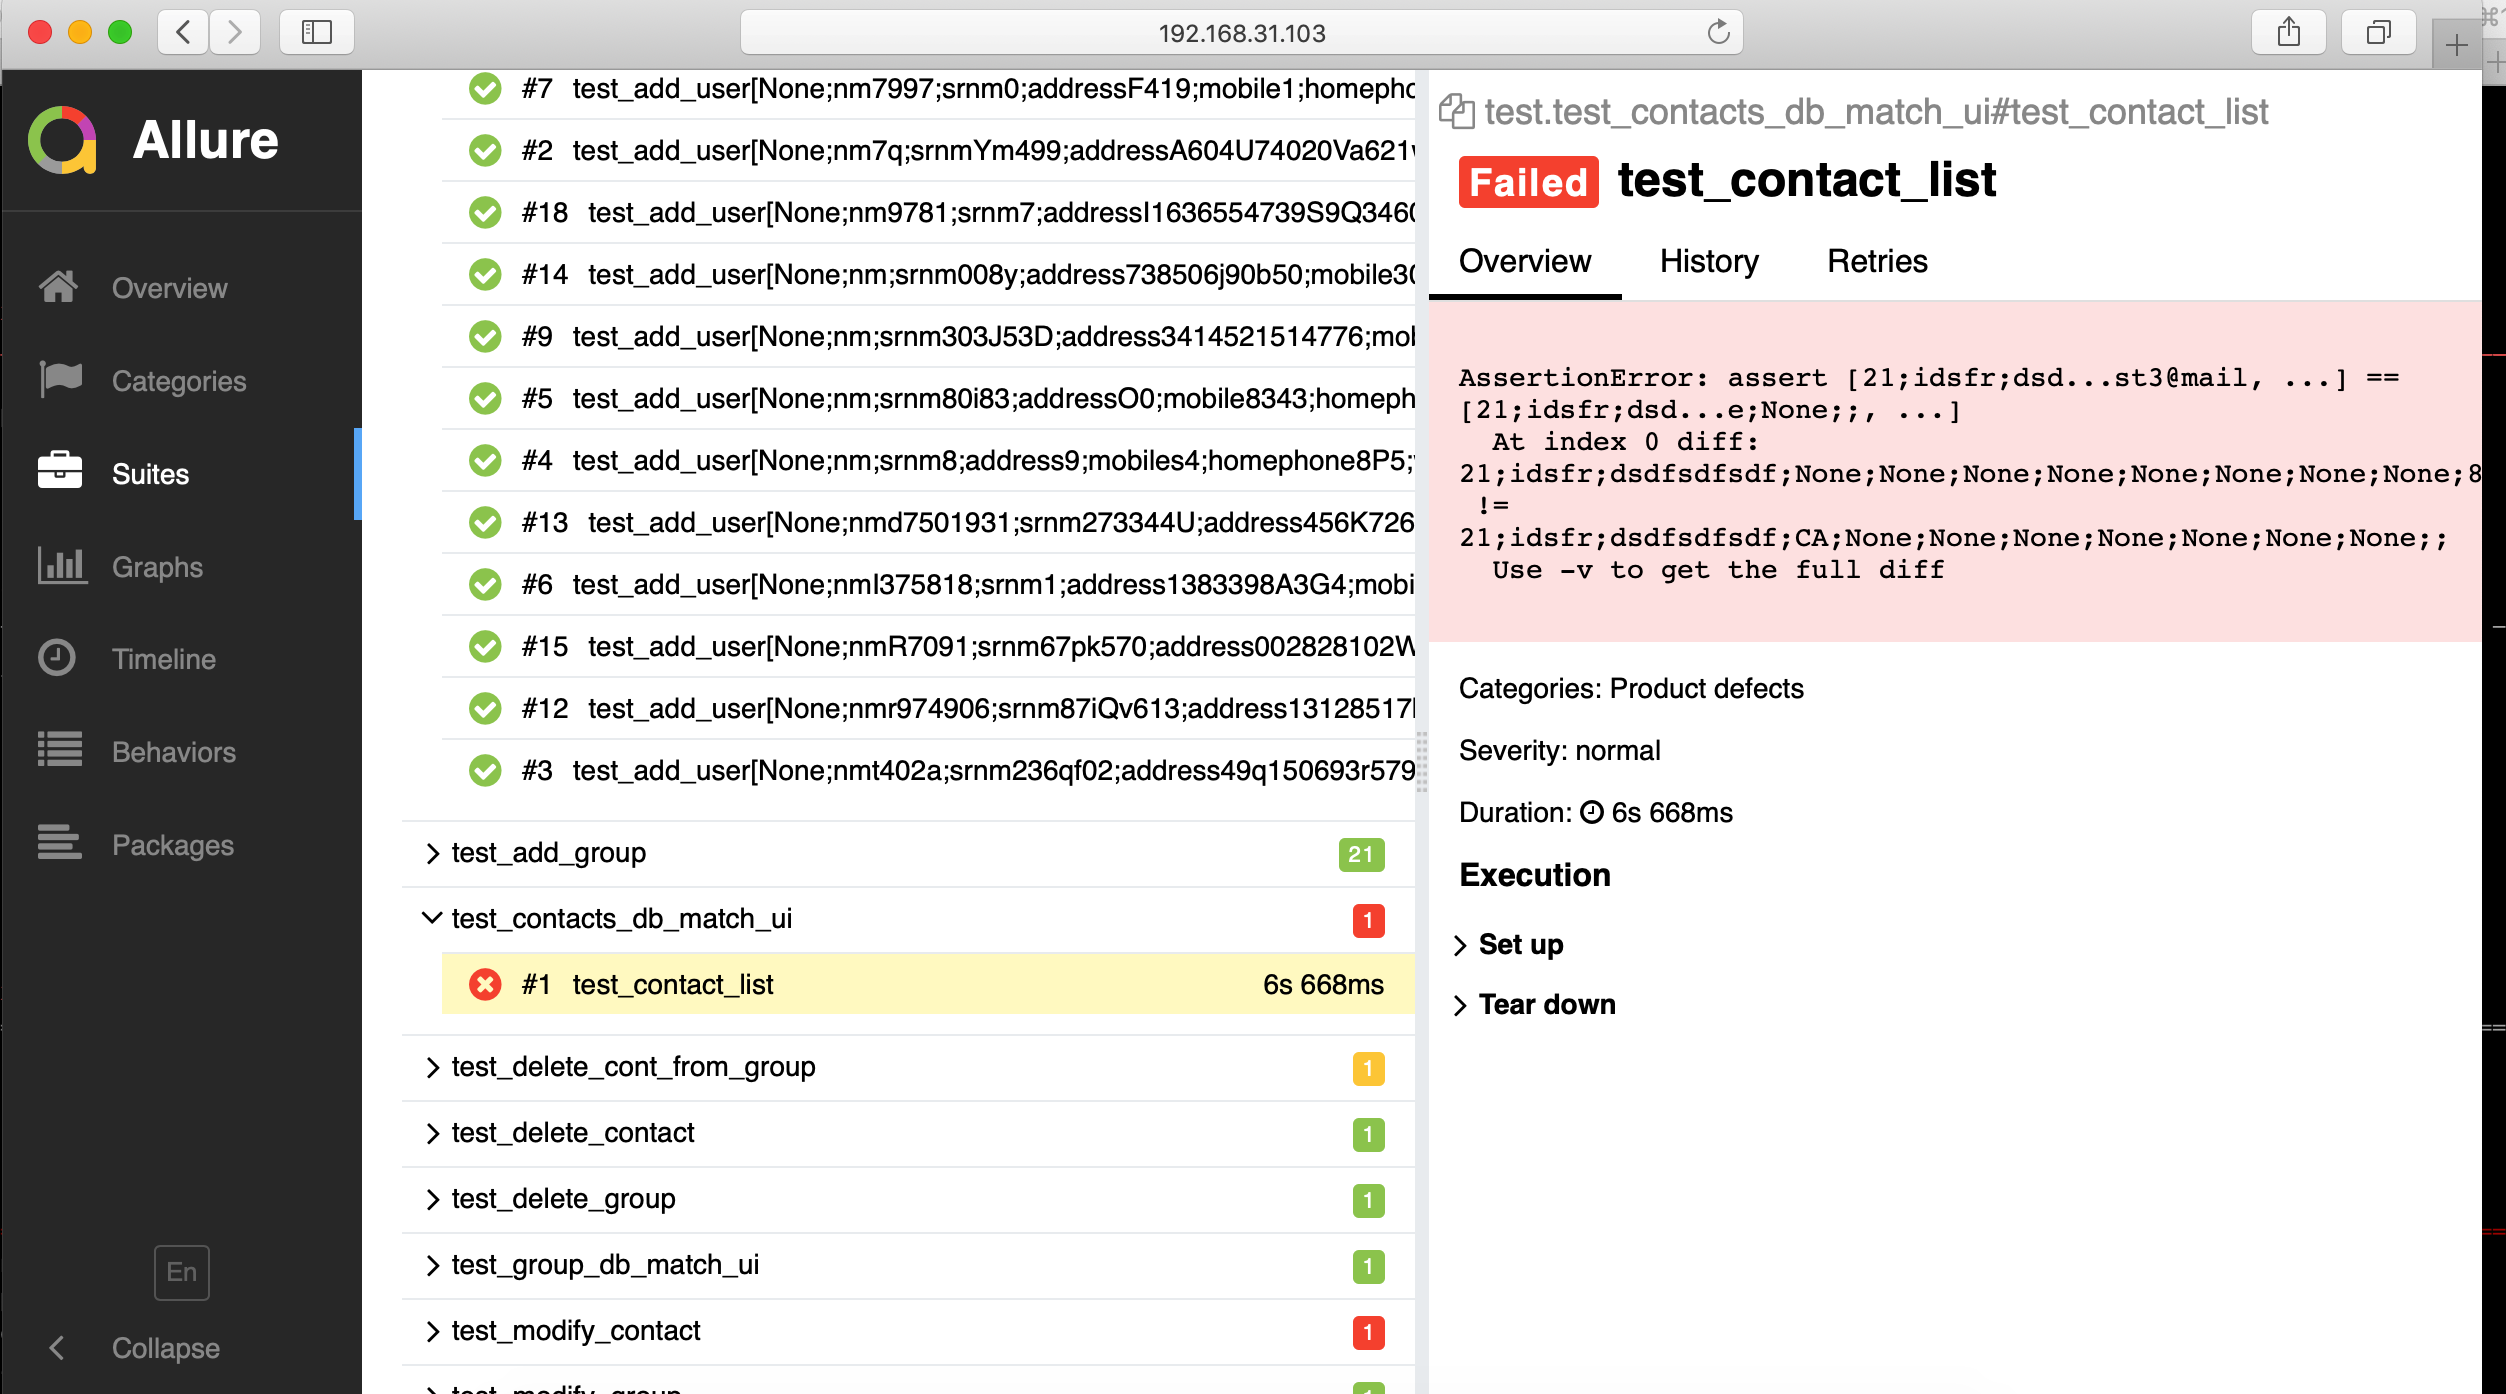 192.168.31.103
Allure
Overview
Categories
Suites
Graphs
Timeline
Behaviors
Packages
En
Collapse
#7 test_add_user[None;nm7997;srnm0;addressF419;mobile1;homepho
#2 test_add_user[None;nm7q;srnmYm499;addressA604U74020Va621
#18 test_add_user[None;nm9781;srnm7;addressI1636554739S9Q346
#14 test_add_user[None;nm;srnm008y;address738506j90b50;mobile30
#9 test_add_user[None;nm;srnm303J53D;address3414521514776;mob
#5 test_add_user[None;nm;srnm80i83;addressO0;mobile8343;homeph
#4 test_add_user[None;nm;srnm8;address9;mobiles4;homephone8P5;
#13 test_add_user[None;nmd7501931;srnm273344U;address456K726
#6 test_add_user[None;nmI375818;srnm1;address1383398A3G4;mobi
#15 test_add_user[None;nmR7091;srnm67pk570;address002828102W
#12 test_add_user[None;nmr974906;srnm87iQv613;address13128517
#3 test_add_user[None;nmt402a;srnm236qf02;address49q150693r579
test_add_group 21
test_contacts_db_match_ui 1
#1 test_contact_list 6s 668ms
test_delete_cont_from_group 1
test_delete_contact 1
test_delete_group 1
test_group_db_match_ui 1
test_modify_contact 1
test_modify_group 1
test.test_contacts_db_match_ui#test_contact_list
Failed test_contact_list
Overview History Retries
AssertionError: assert [21;idsfr;dsd...st3@mail, ...] ==
[21;idsfr;dsd...e;None;;, ...]
At index 0 diff:
21;idsfr;dsdfsdfsdf;None;None;None;None;None;None;None;None;8
!=
21;idsfr;dsdfsdfsdf;CA;None;None;None;None;None;None;None;;
Use -v to get the full diff
Categories: Product defects
Severity: normal
Duration: 6s 668ms
Execution
Set up
Tear down